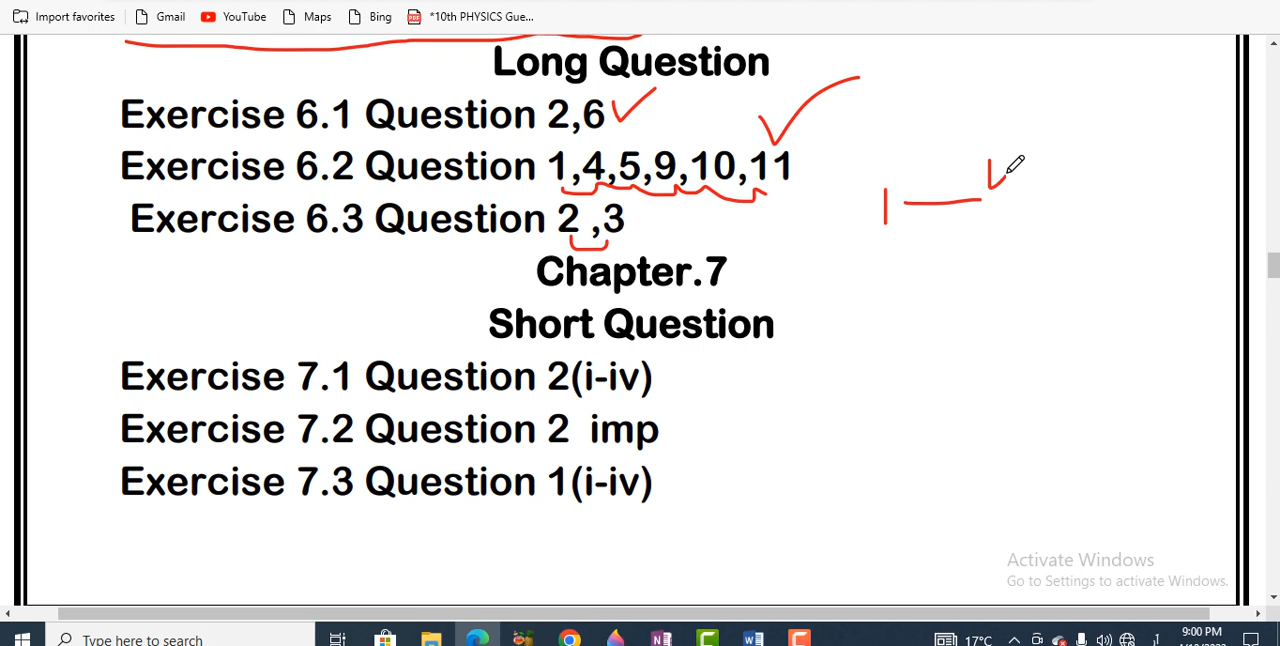 Import favorites Gmail YouTube Maps Bing *10th PHYSICS Gue...
Long Question
Exercise 6.1 Question 2,6
Exercise 6.2 Question 1,4,5,9,10,11
Exercise 6.3 Question 2 ,3
Chapter.7
Short Question
Exercise 7.1 Question 2(i-iv)
Exercise 7.2 Question 2 imp
Exercise 7.3 Question 1(i-iv)
Activate Windows
Go to Settings to activate Windows.
Type here to search 17°C 9:00 PM